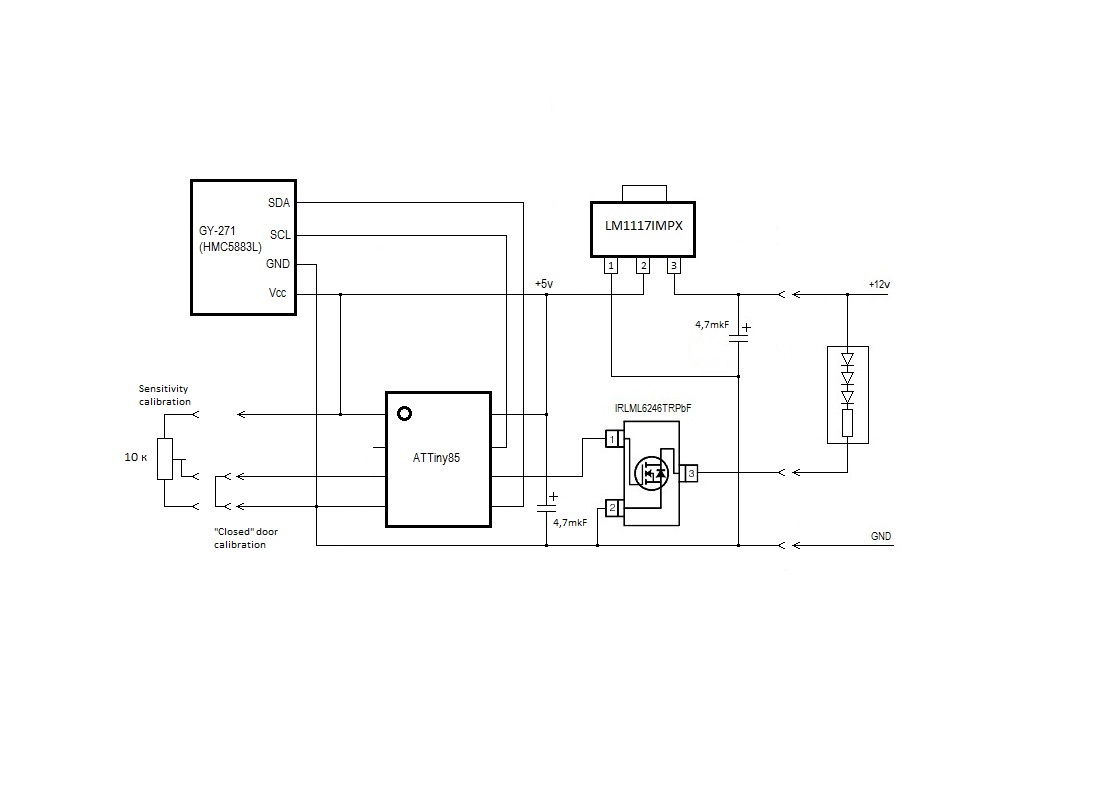 SDA
GY-271
SCL
(HMC5883L)
GND
Vcc
LM1117IMPX
1
2
3
+5v
+12v
4,7mkF
+
Sensitivity
calibration
10 к
ATTiny85
IRLML6246TRPbF
1
3
2
+
4,7mkF
"Closed" door
calibration
GND